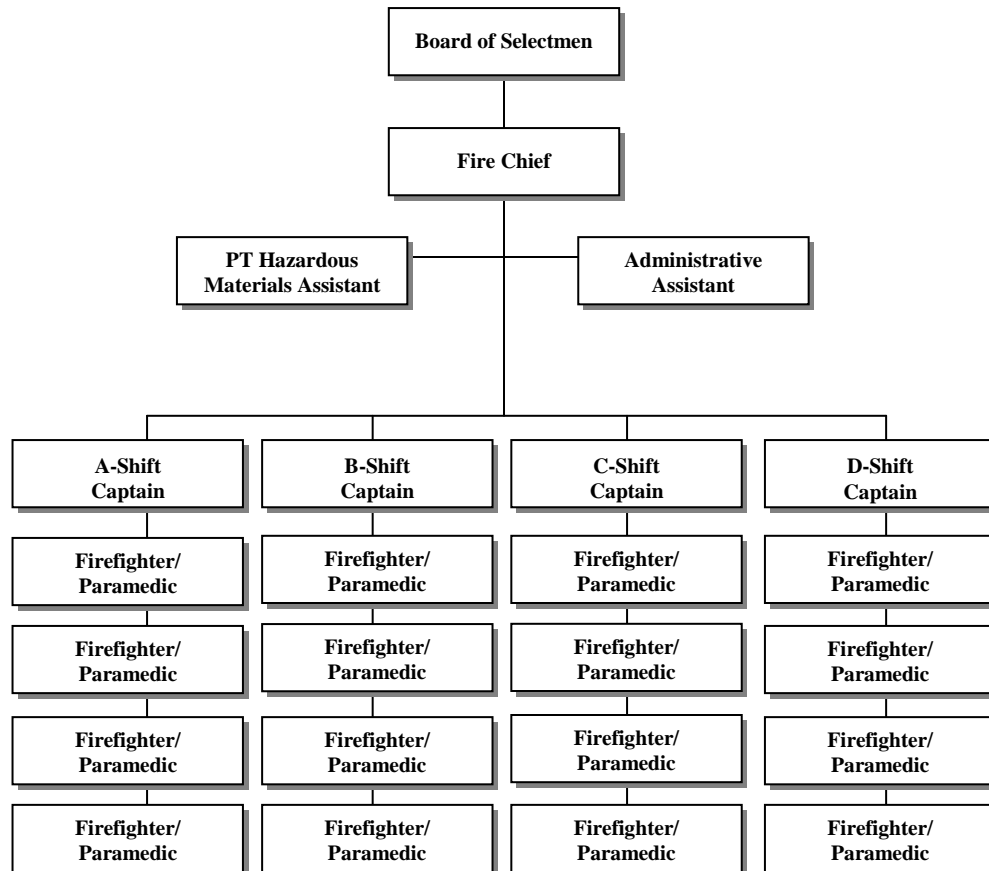 Board of Selectmen
Fire Chief
PT Hazardous
Materials Assistant
Administrative
Assistant
A-Shift
Captain
B-Shift
Captain
C-Shift
Captain
D-Shift
Captain
Firefighter/
Paramedic
Firefighter/
Paramedic
Firefighter/
Paramedic
Firefighter/
Paramedic
Firefighter/
Paramedic
Firefighter/
Paramedic
Firefighter/
Paramedic
Firefighter/
Paramedic
Firefighter/
Paramedic
Firefighter/
Paramedic
Firefighter/
Paramedic
Firefighter/
Paramedic
Firefighter/
Paramedic
Firefighter/
Paramedic
Firefighter/
Paramedic
Firefighter/
Paramedic